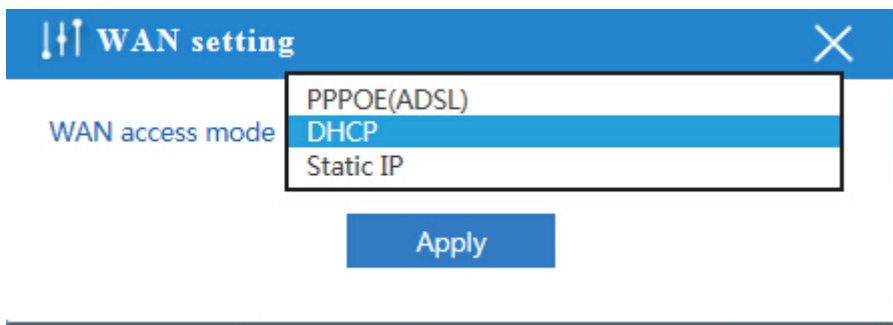 WAN setting
PPPOE(ADSL)
WAN access mode DHCP
Static IP
Apply